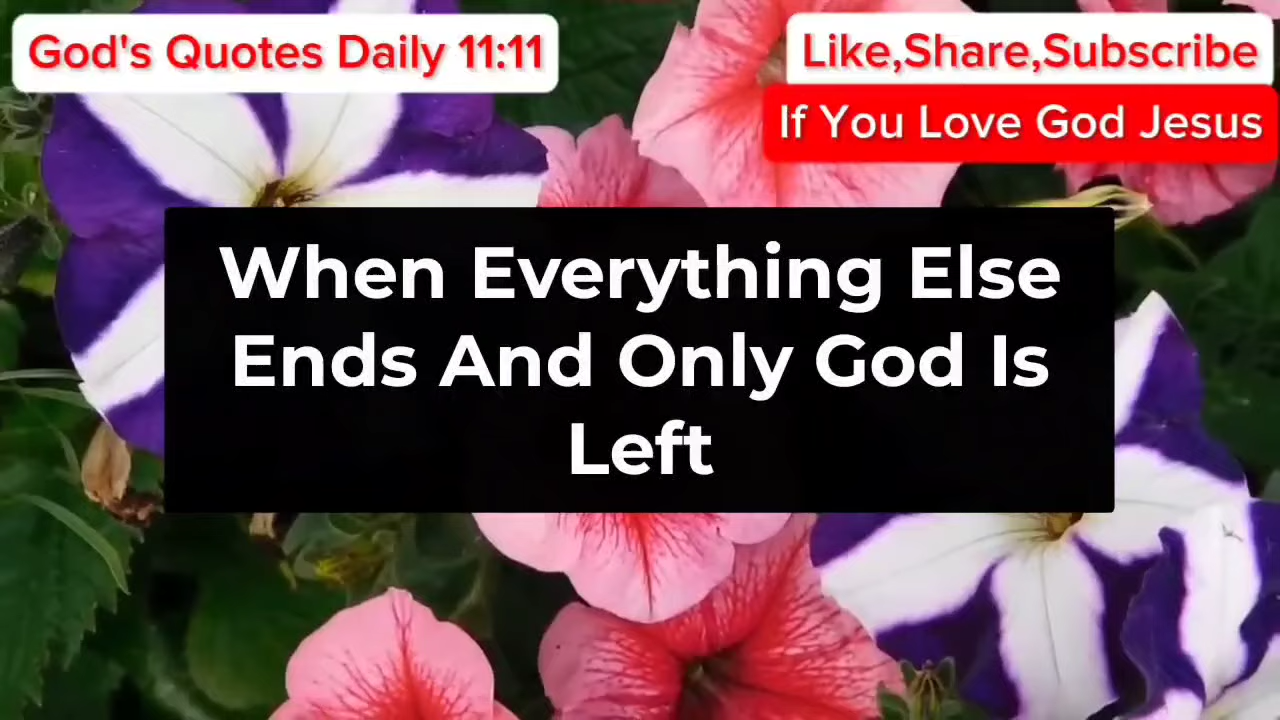 God's Quotes Daily 11:11
Like,Share,Subscribe
If You Love God Jesus
When Everything Else
Ends And Only God Is
Left